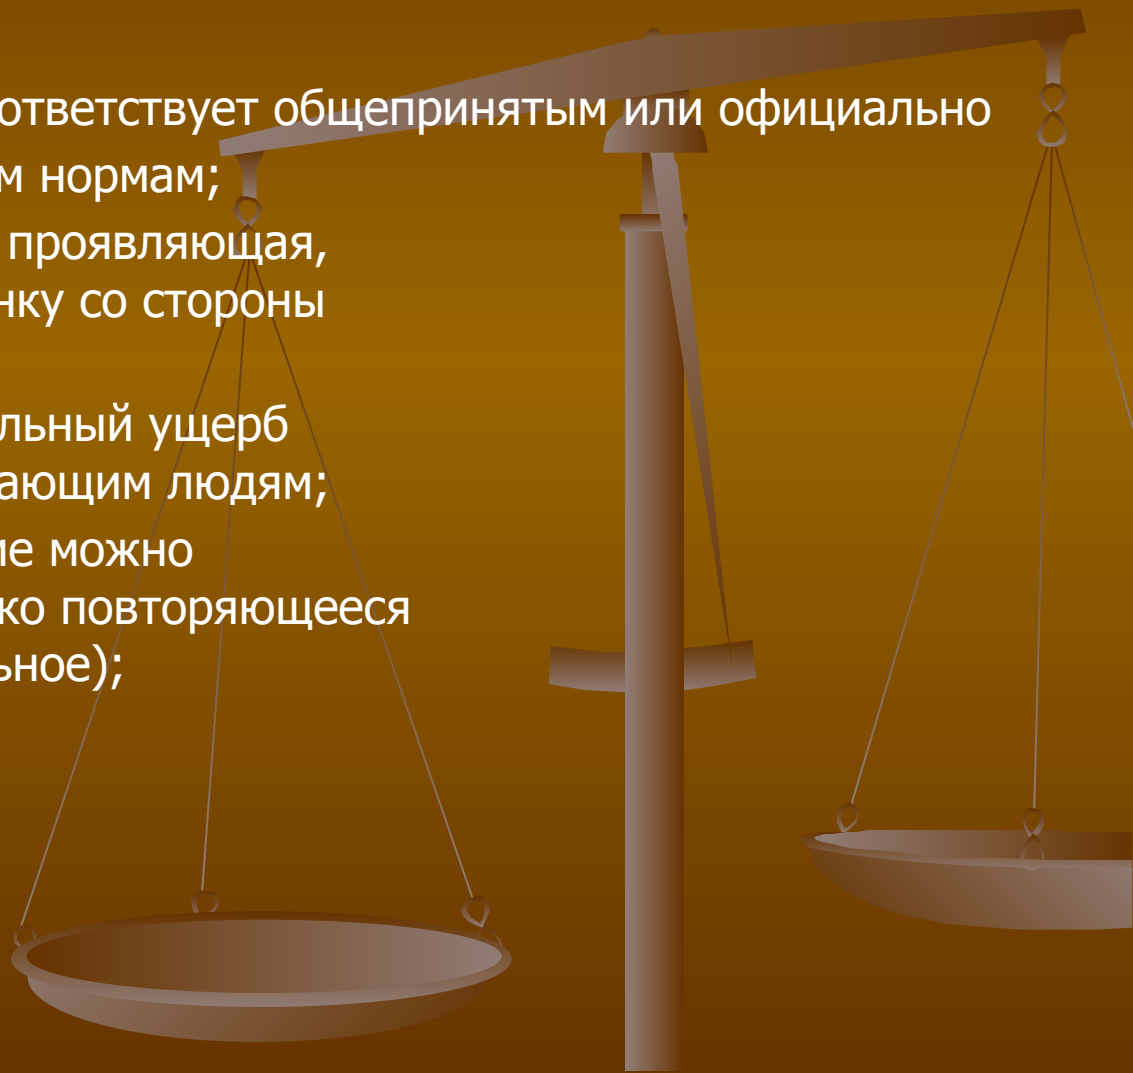 ответствует общепринятым или официально
м нормам;
проявляющая,
нку со стороны
льный ущерб
ающим людям;
ие можно
ко повторяющееся
ьное);